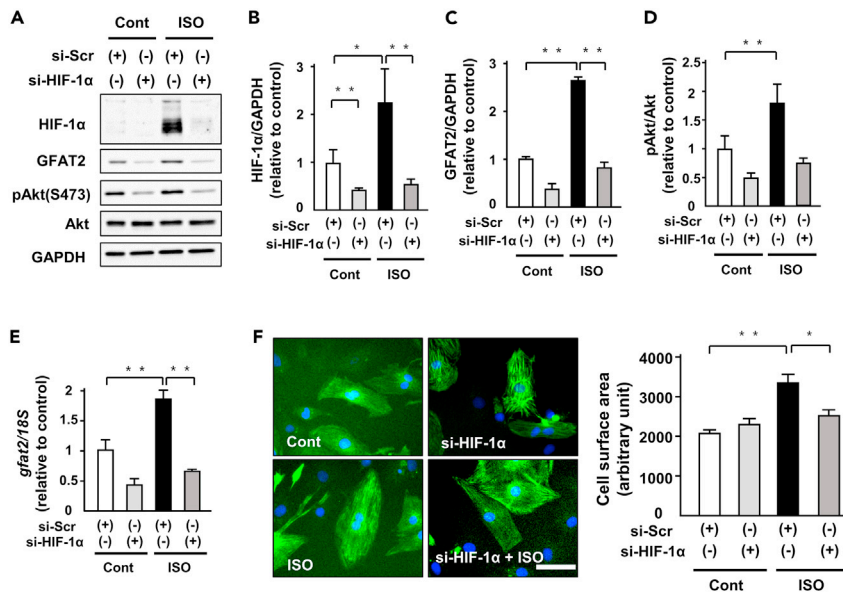 A
Cont ISO
si-Scr (+) (-) (+) (-)
si-HIF-1α (-) (+) (-) (+)
HIF-1α
GFAT2
pAkt(S473)
Akt
GAPDH
B
HIF-1α/GAPDH
(relative to control)
3
2
1
0
* * *
* *
si-Scr (+) (-) (+) (-)
si-HIF-1α (-) (+) (-) (+)
Cont ISO
C
GFAT2/GAPDH
(relative to control)
3
2
1
0
* * * *
si-Scr (+) (-) (+) (-)
si-HIF-1α (-) (+) (-) (+)
Cont ISO
D
pAkt/Akt
(relative to control)
2.5
2
1.5
1
0.5
0
* *
si-Scr (+) (-) (+) (-)
si-HIF-1α (-) (+) (-) (+)
Cont ISO
E
gfat2/18S
(relative to control)
2
1.5
1
0.5
0
* * * *
si-Scr (+) (-) (+) (-)
si-HIF-1α (-) (+) (-) (+)
Cont ISO
F
Cont
si-HIF-1α
ISO
si-HIF-1α + ISO
Cell surface area
(arbitrary unit)
4000
3000
2000
1000
0
* * *
si-Scr (+) (-) (+) (-)
si-HIF-1α (-) (+) (-) (+)
Cont ISO